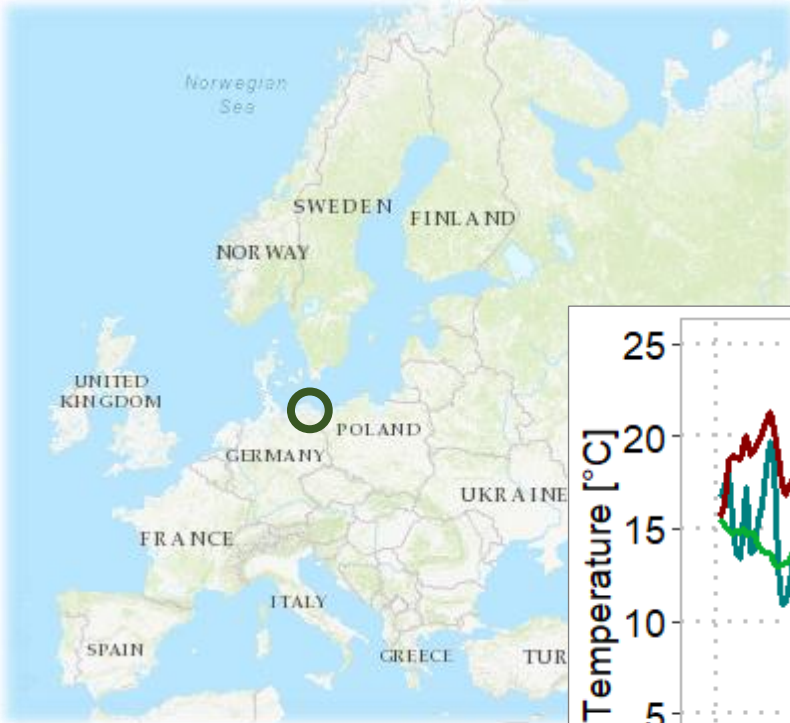 Norwegian
Sea
SWEDEN
FINLAND
NORWAY
UNITED
KINGDOM
POLAND
GERMANY
UKRAINE
FRANCE
ITALY
SPAIN
GREECE
TUR
Temperature [°C]
25
20
15
10
5